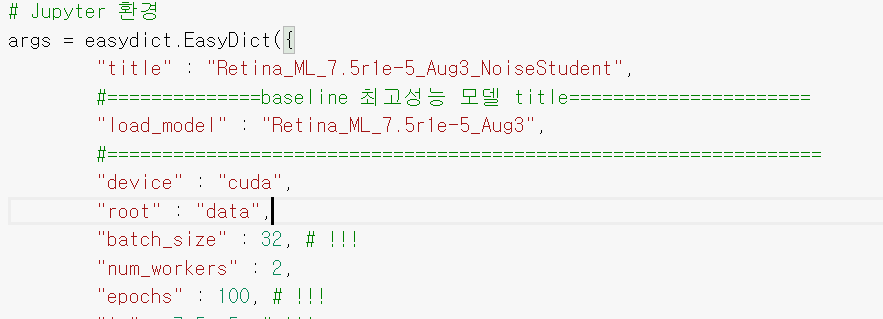 # Jupyter 환경
args = easydict.EasyDict({
"title" : "Retina_ML_7.5r1e-5_Aug3_NoiseStudent",
#==============baseline 최고성능 모델 title======================
"load_model" : "Retina_ML_7.5r1e-5_Aug3",
#=================================================================
"device" : "cuda",
"root" : "data",
"batch_size" : 32, # !!!
"num_workers" : 2,
"epochs" : 100, # !!!